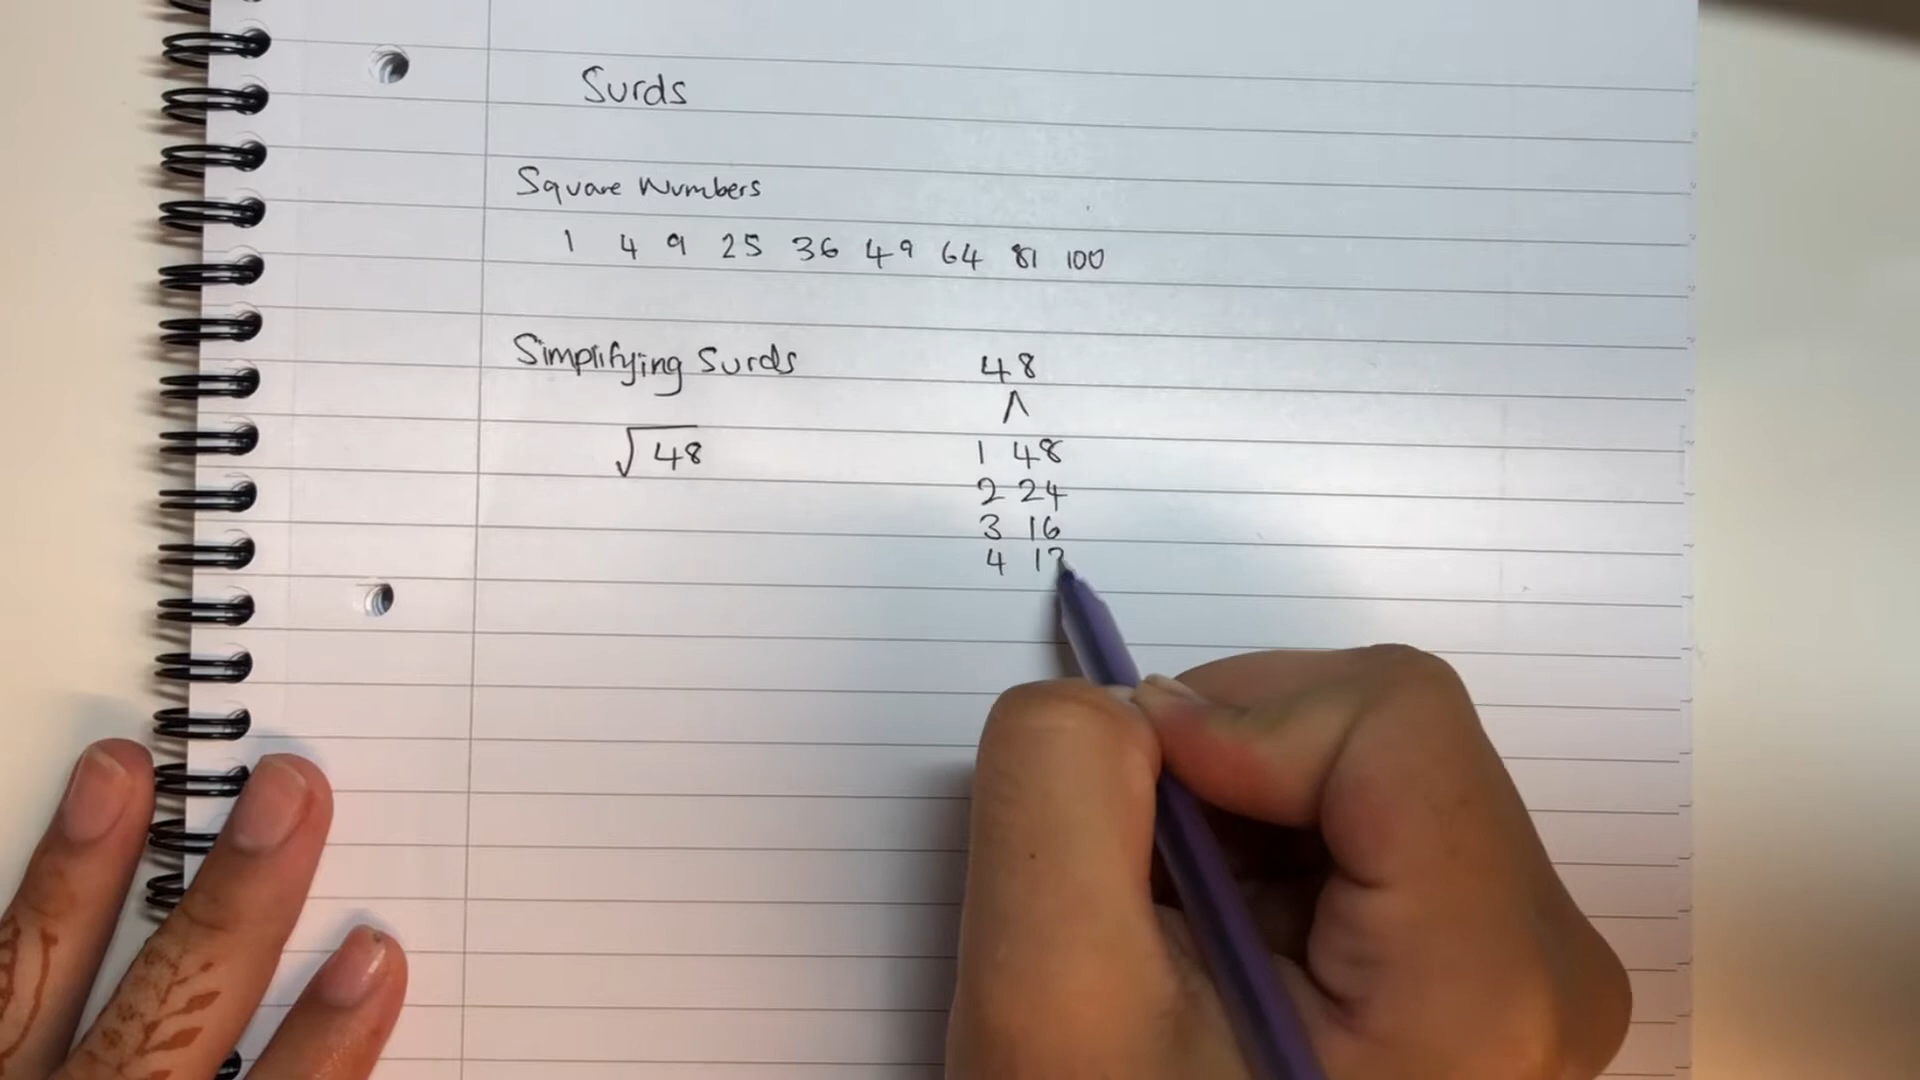 Surds
Square Numbers
1 4 9 25 36 49 64 81 100
Simplifying Surds
48
√48
1 48
2 24
3 16
4 12